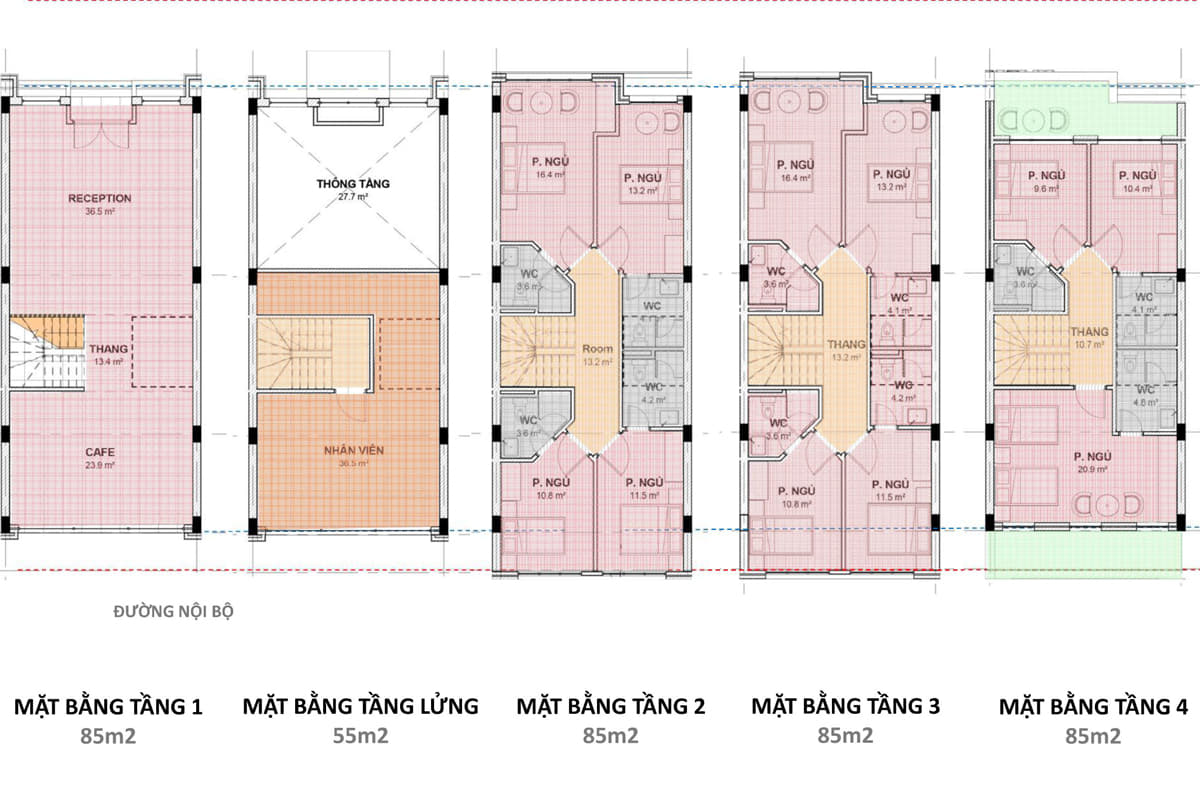 RECEPTION
36.5 m²
THANG
13.4 m²
CAFE
23.9 m²
THÔNG TẦNG
27.7 m²
NHÂN VIÊN
36.5 m²
P. NGỦ
16.4 m²
P. NGỦ
13.2 m²
WC
3.6 m²
WC
Room
13.2 m²
WC
4.2 m²
WC
3.6 m²
P. NGỦ
10.8 m²
P. NGỦ
11.5 m²
P. NGỦ
16.4 m²
P. NGỦ
13.2 m²
WC
3.6 m²
WC
4.1 m²
THANG
13.2 m²
WC
4.2 m²
WC
3.6 m²
P. NGỦ
10.8 m²
P. NGỦ
11.5 m²
P. NGỦ
9.6 m²
P. NGỦ
10.4 m²
WC
3.6 m²
WC
4.1 m²
THANG
10.7 m²
WC
4.8 m²
P. NGỦ
20.9 m²
ĐƯỜNG NỘI BỘ
MẶT BẰNG TẦNG 1
85m2
MẶT BẰNG TẦNG LỬNG
55m2
MẶT BẰNG TẦNG 2
85m2
MẶT BẰNG TẦNG 3
85m2
MẶT BẰNG TẦNG 4
85m2